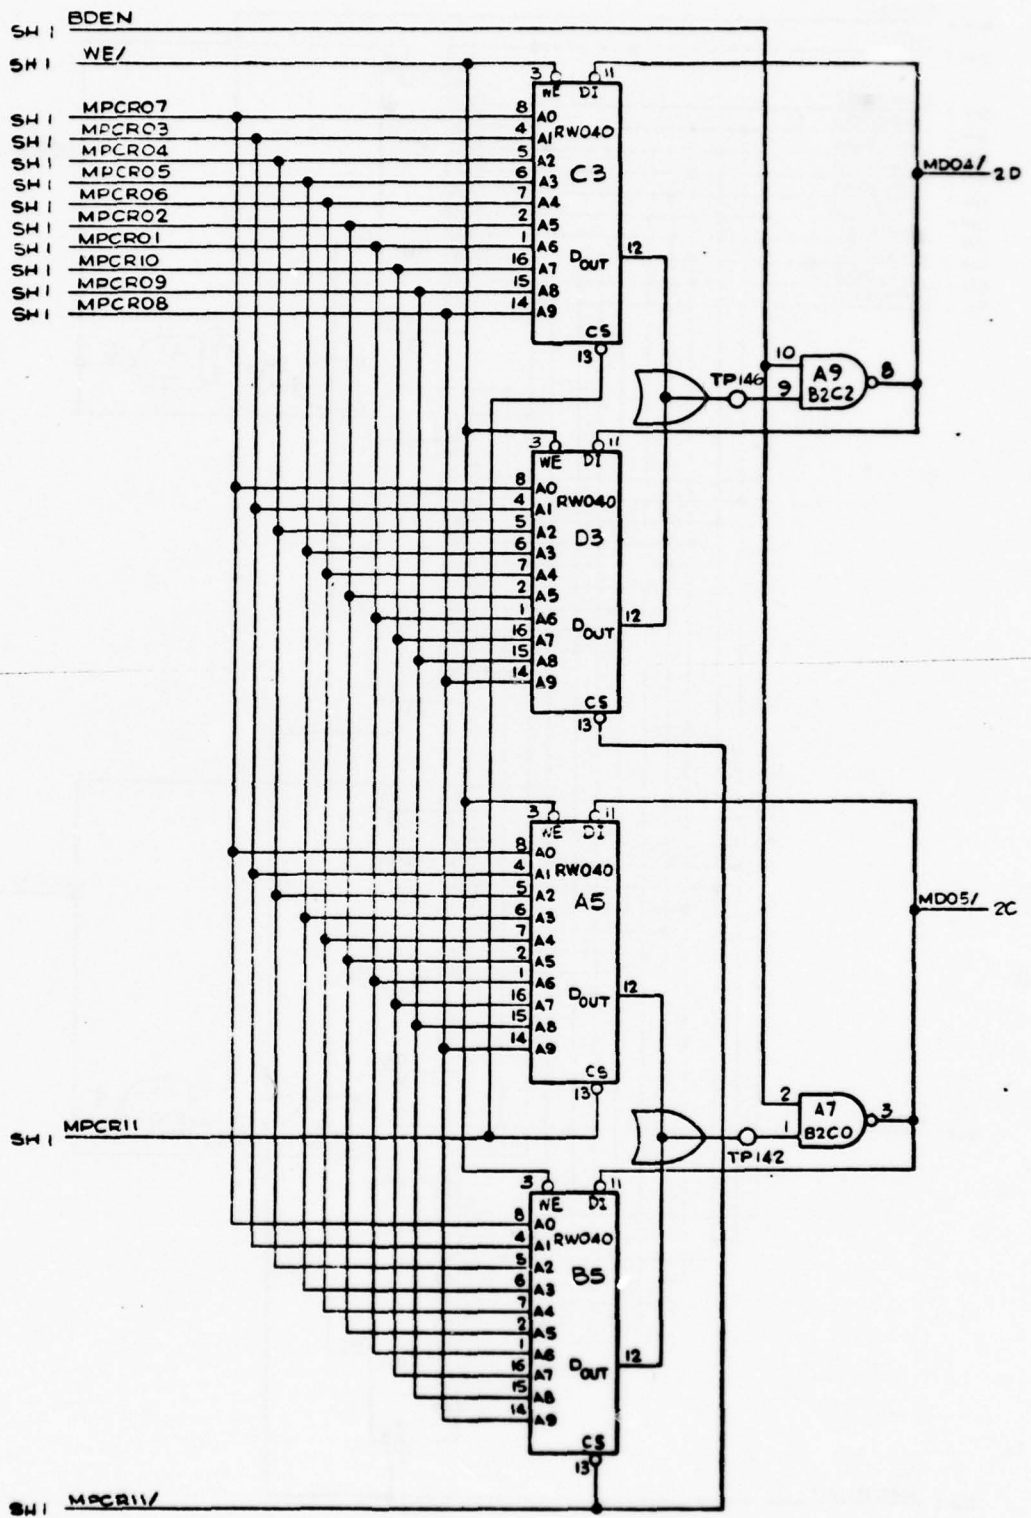 SH1 BDEN
SH1 WE/
SH1 MPCR07
SH1 MPCR03
SH1 MPCR04
SH1 MPCR05
SH1 MPCR06
SH1 MPCR02
SH1 MPCR01
SH1 MPCR10
SH1 MPCR09
SH1 MPCR08
3 WE DI 11
8 A0
4 A1 RW040
5 A2
C3
6 A3
7 A4
2 A5
1 A6
16 A7 DOUT 12
15 A8
14 A9
CS
13
MD04/ 2D
TP146
10
9
A9
B2C2
8
3 WE DI 11
8 A0
4 A1 RW040
5 A2
D3
6 A3
7 A4
2 A5
1 A6
16 A7 DOUT 12
15 A8
14 A9
CS
13
3 WE DI 11
8 A0
4 A1 RW040
5 A2
A5
6 A3
7 A4
2 A5
1 A6
16 A7 DOUT 12
15 A8
14 A9
CS
13
MD05/ 2C
SH1 MPCR11
TP142
2
1
A7
B2C0
3
3 WE DI 11
8 A0
4 A1 RW040
5 A2
B5
6 A3
7 A4
2 A5
1 A6
16 A7 DOUT 12
15 A8
14 A9
CS
13
SH1 MPCR11/